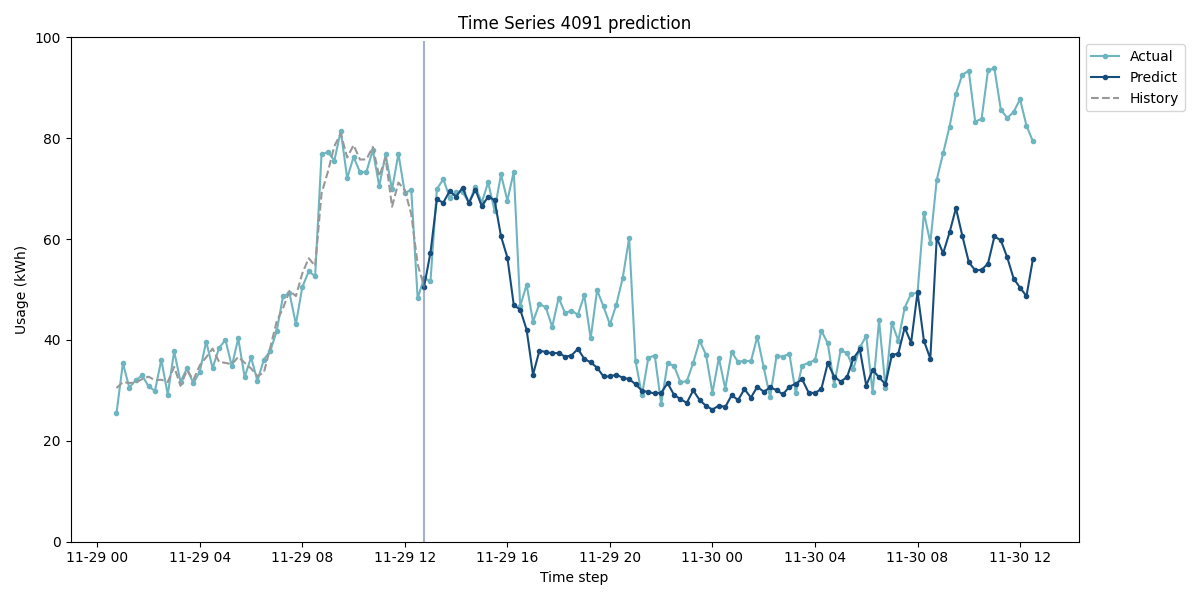 Time Series 4091 prediction
Usage (kWh)
100
80
60
40
20
0
11-29 00
11-29 04
11-29 08
11-29 12
11-29 16
11-29 20
11-30 00
11-30 04
11-30 08
11-30 12
Time step
Actual
Predict
History